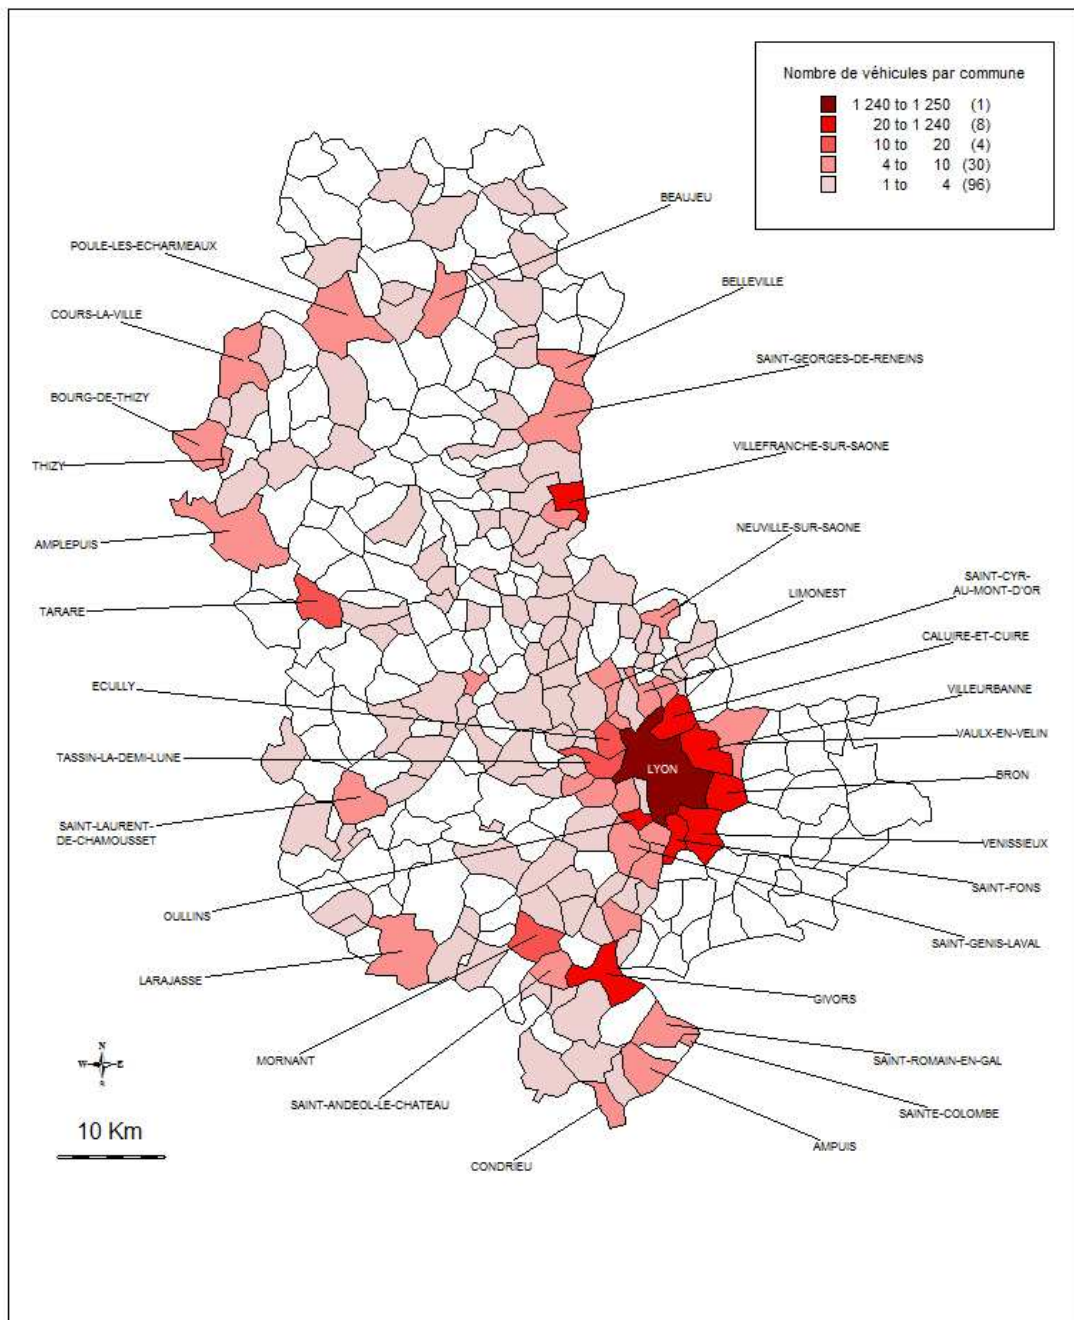 Nombre de véhicules par commune
1 240 to 1 250 (1)
20 to 1 240 (8)
10 to 20 (4)
4 to 10 (30)
1 to 4 (96)
BEAUJEU
POULE-LES-ECHARMEAUX
BELLEVILLE
COURS-LA-VILLE
SAINT-GEORGES-DE-RENEINS
BOURG-DE-THIZY
VILLEFRANCHE-SUR-SAONE
THIZY
NEUVILLE-SUR-SAONE
AMPLEPUIS
SAINT-CYR-
AU-MONT-D'OR
LIMONEST
TARARE
CALUIRE-ET-CUIRE
ECULLY
VILLEURBANNE
VAULX-EN-VELIN
TASSIN-LA-DEMI-LUNE
LYON
BRON
SAINT-LAURENT-
DE-CHAMOUSSET
VENISSIEUX
SAINT-FONS
OULLINS
SAINT-GENIS-LAVAL
LARAJASSE
GIVORS
MORNANT
SAINT-ROMAIN-EN-GAL
SAINT-ANDEOL-LE-CHATEAU
SAINTE-COLOMBE
AMPUIS
CONDRIEU
N
W E
S
10 Km